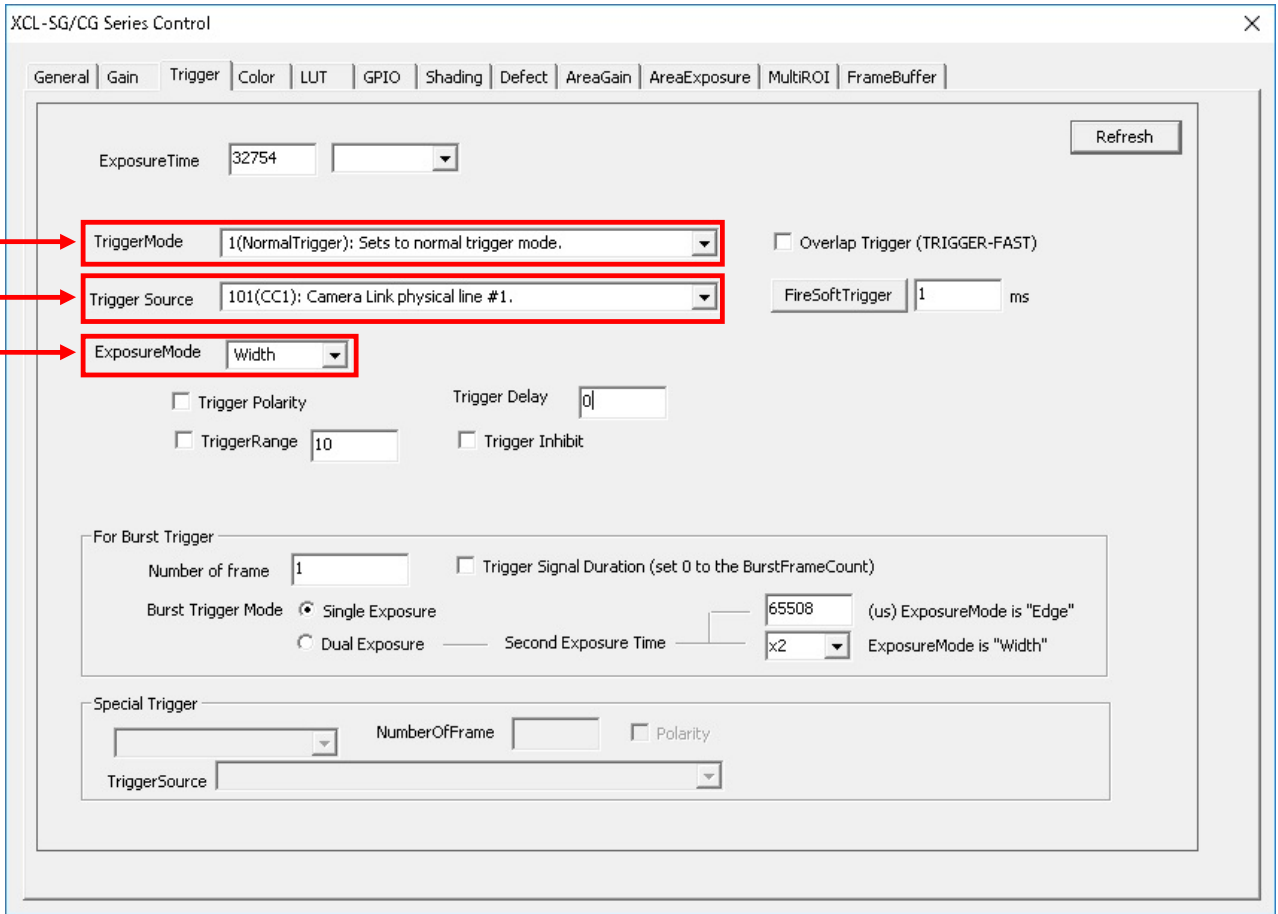 XCL-SG/CG Series Control
General Gain Trigger Color LUT GPIO Shading Defect AreaGain AreaExposure MultiROI FrameBuffer
Refresh
ExposureTime 32754
TriggerMode 1(NormalTrigger): Sets to normal trigger mode. Overlap Trigger (TRIGGER-FAST)
Trigger Source 101(CC1): Camera Link physical line #1. FireSoftTrigger 1 ms
ExposureMode Width
Trigger Polarity Trigger Delay 0
TriggerRange 10 Trigger Inhibit
For Burst Trigger
Number of frame 1 Trigger Signal Duration (set 0 to the BurstFrameCount)
Burst Trigger Mode Single Exposure 65508 (us) ExposureMode is "Edge"
Dual Exposure Second Exposure Time x2 ExposureMode is "Width"
Special Trigger
NumberOfFrame Polarity
TriggerSource